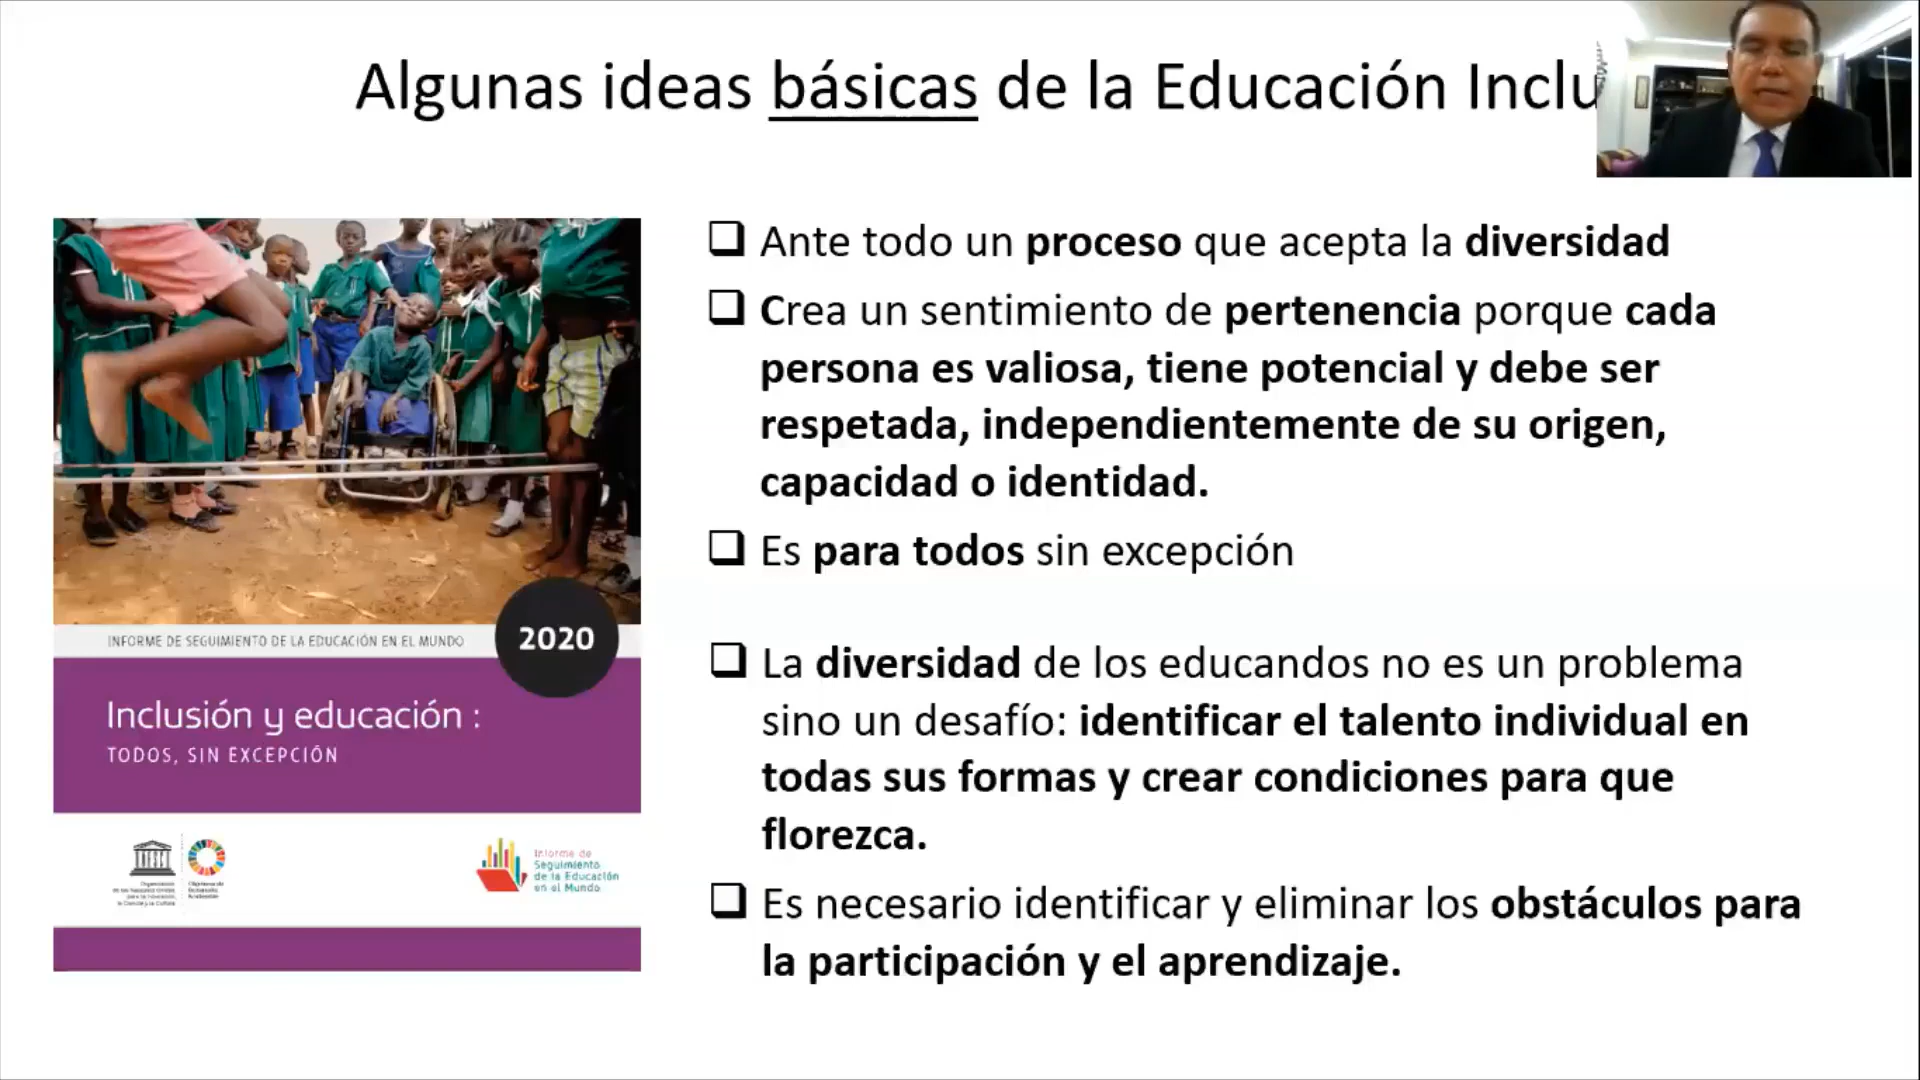 Algunas ideas básicas de la Educación Inclu
❑ Ante todo un proceso que acepta la diversidad
❑ Crea un sentimiento de pertenencia porque cada
persona es valiosa, tiene potencial y debe ser
respetada, independientemente de su origen,
capacidad o identidad.
❑ Es para todos sin excepción
❑ La diversidad de los educandos no es un problema
sino un desafío: identificar el talento individual en
todas sus formas y crear condiciones para que
florezca.
❑ Es necesario identificar y eliminar los obstáculos para
la participación y el aprendizaje.
INFORME DE SEGUIMIENTO DE LA EDUCACIÓN EN EL MUNDO
2020
Inclusión y educación :
TODOS, SIN EXCEPCIÓN
Informe de
Seguimiento
de la Educación
en el Mundo